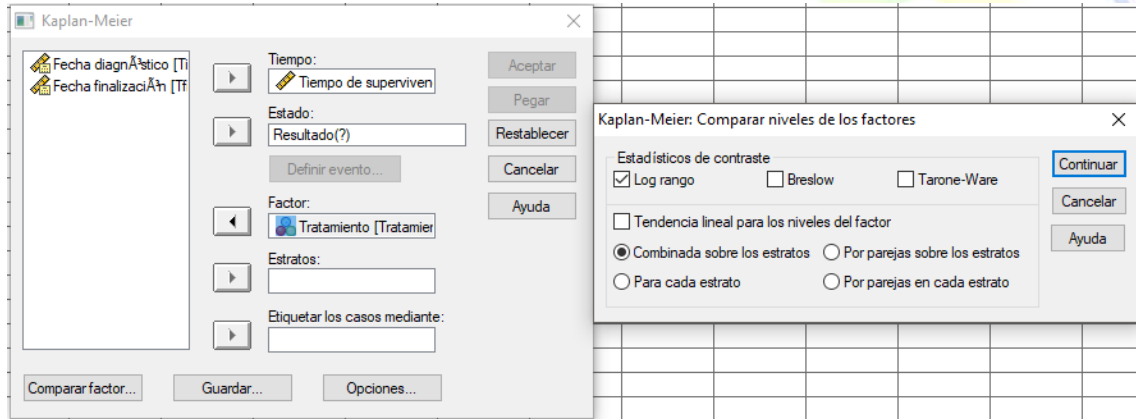 Kaplan-Meier
Fecha diagnÃ³stico [Ti
Fecha finalizaciÃ³n [Tf
Tiempo:
Tiempo de superviven
Estado:
Resultado(?)
Definir evento...
Factor:
Tratamiento [Tratamier
Estratos:
Etiquetar los casos mediante:
Aceptar
Pegar
Restablecer
Cancelar
Ayuda
Comparar factor...
Guardar...
Opciones...
Kaplan-Meier: Comparar niveles de los factores
Estadísticos de contraste
Log rango
Breslow
Tarone-Ware
Tendencia lineal para los niveles del factor
Combinada sobre los estratos
Por parejas sobre los estratos
Para cada estrato
Por parejas en cada estrato
Continuar
Cancelar
Ayuda